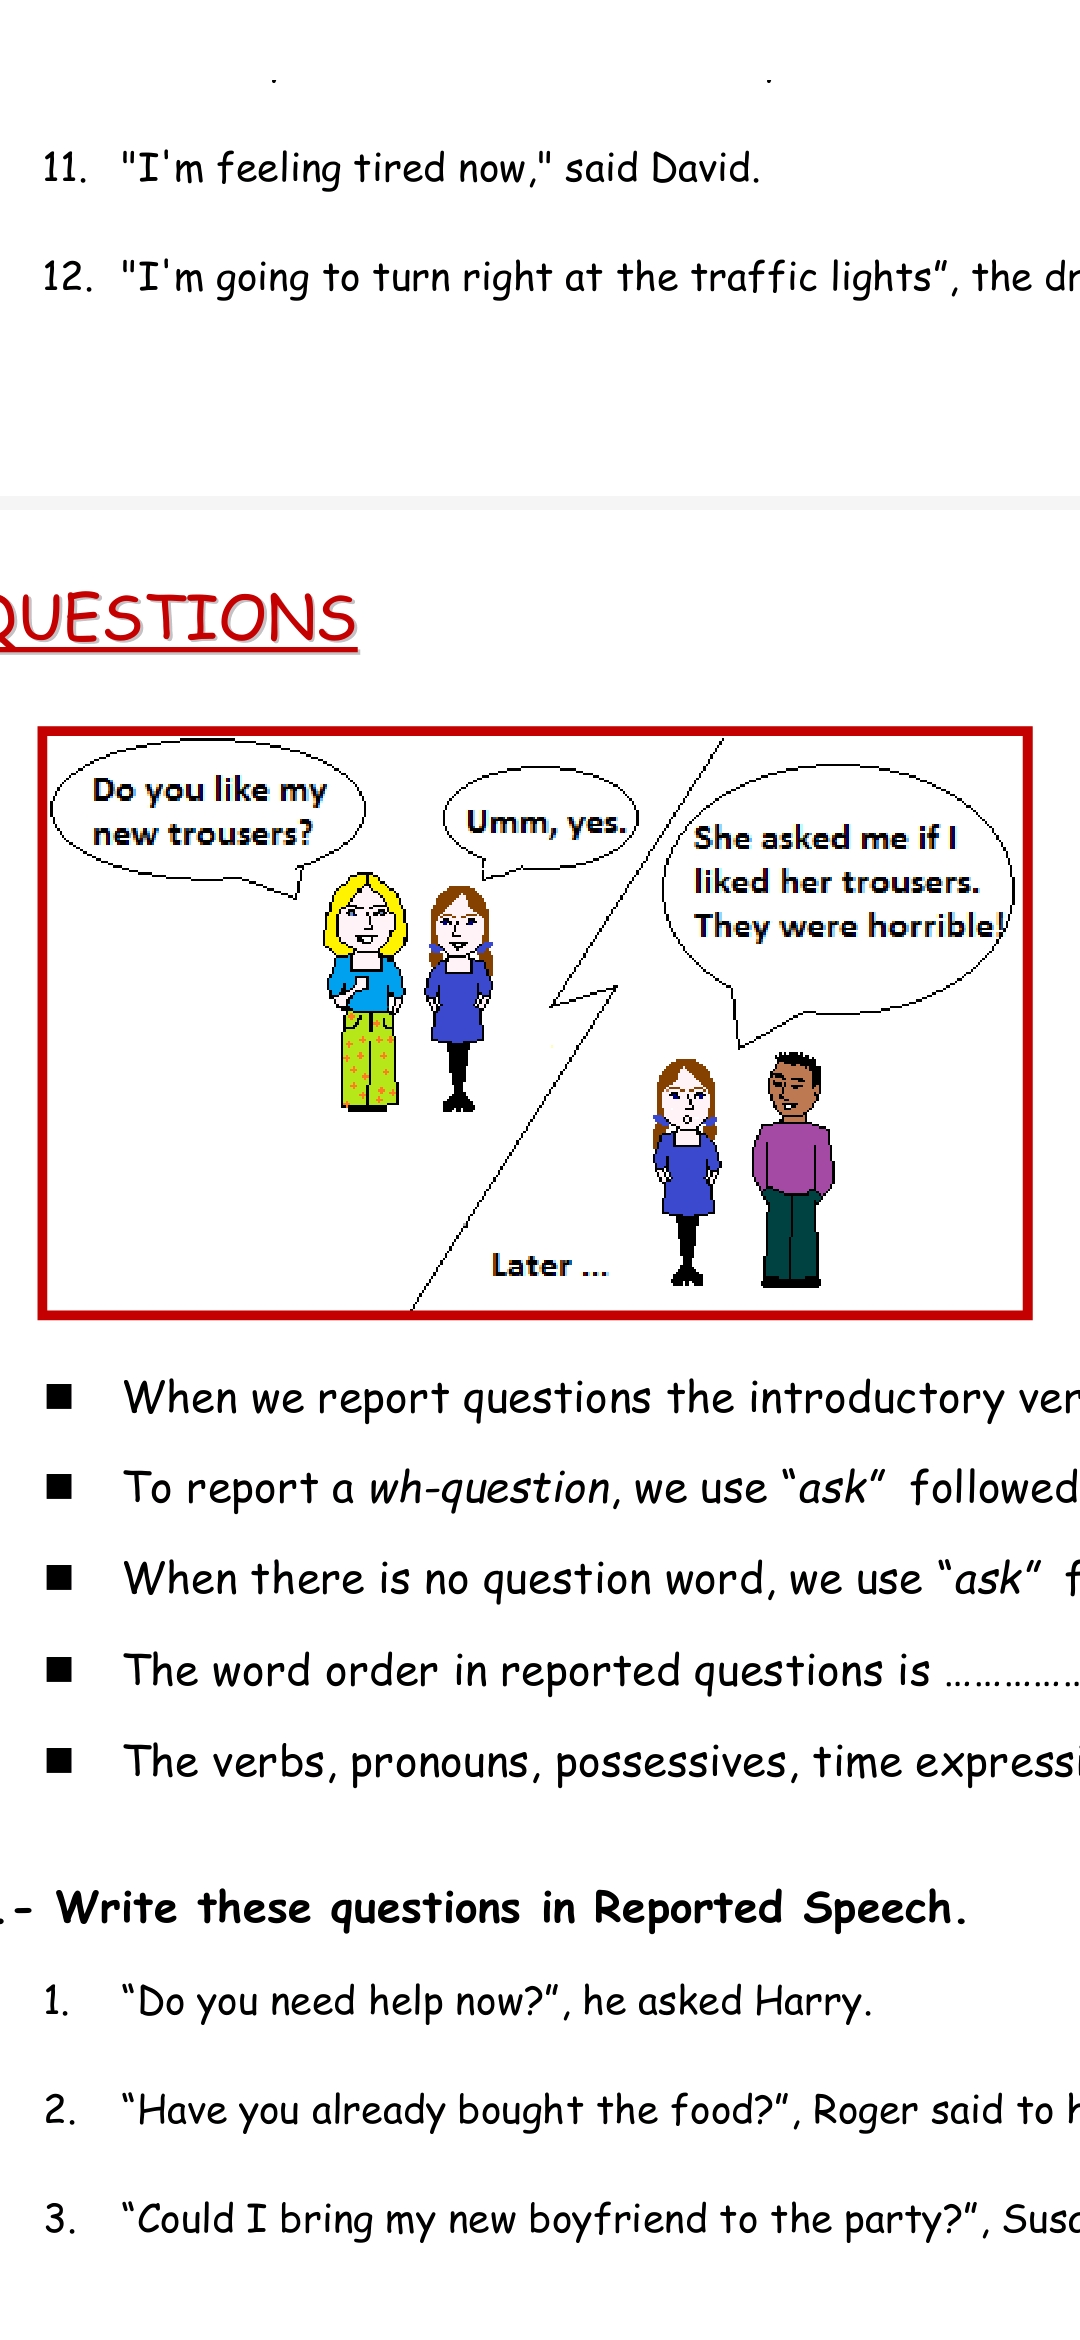 11. "I'm feeling tired now," said David.
12. "I'm going to turn right at the traffic lights”, the
QUESTIONS
Do you like my
new trousers?
Umm, yes.
She asked me if I
liked her trousers.
They were horrible!
Later ...
■ When we report questions the introductory
■ To report a wh-question, we use “ask” followed
■ When there is no question word, we use “ask”
■ The word order in reported questions is ..............
■ The verbs, pronouns, possessives, time
.- Write these questions in Reported Speech.
1. “Do you need help now?”, he asked Harry.
2. “Have you already bought the food?”, Roger said to
3. “Could I bring my new boyfriend to the party?”,